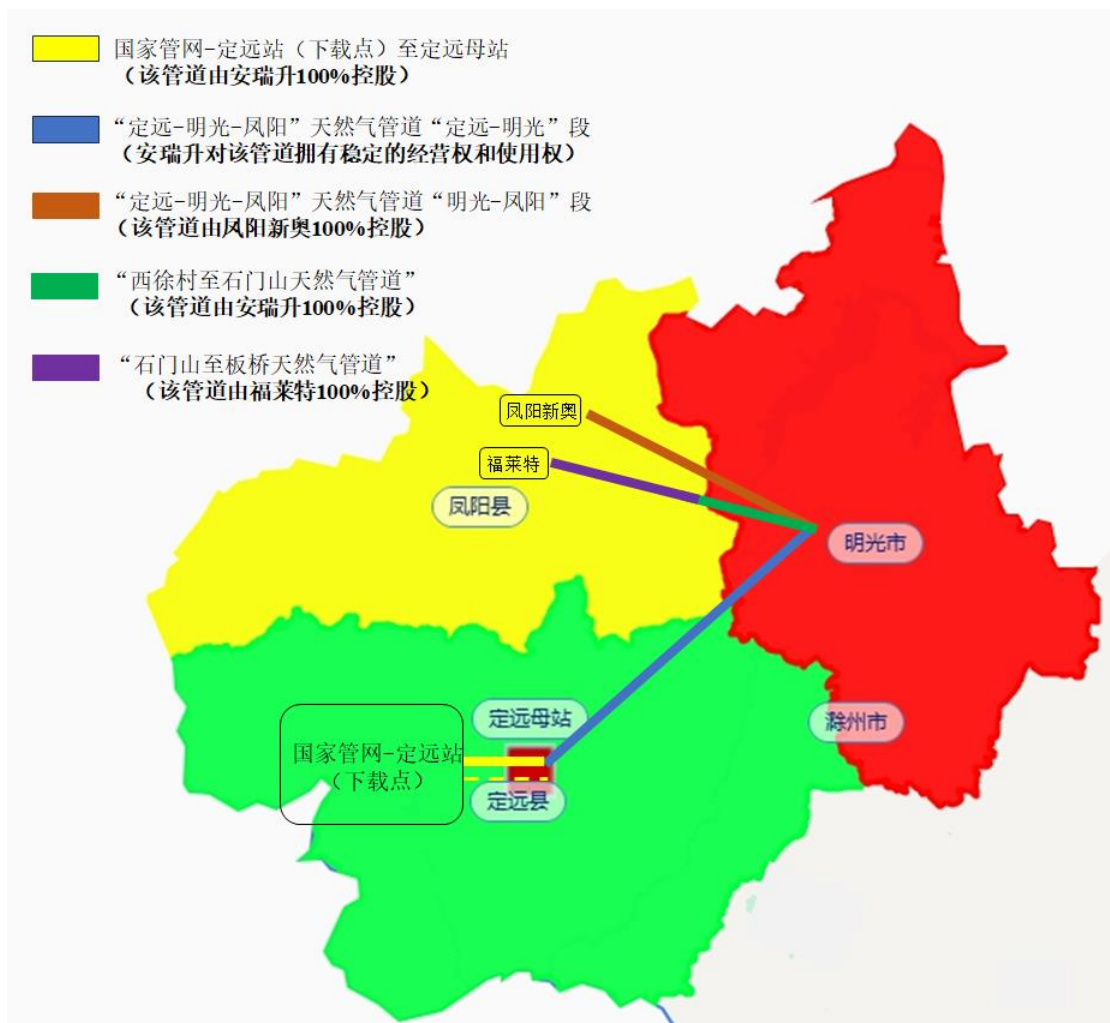 国家管网-定远站（下载点）至定远母站
（该管道由安瑞升100%控股）
“定远-明光-凤阳”天然气管道“定远-明光”段
（安瑞升对该管道拥有稳定的经营权和使用权）
“定远-明光-凤阳”天然气管道“明光-凤阳”段
（该管道由凤阳新奥100%控股）
“西徐村至石门山天然气管道”
（该管道由安瑞升100%控股）
“石门山至板桥天然气管道”
（该管道由福莱特100%控股）
凤阳新奥
福莱特
凤阳县
明光市
定远母站
滁州市
国家管网-定远站
（下载点）
定远县